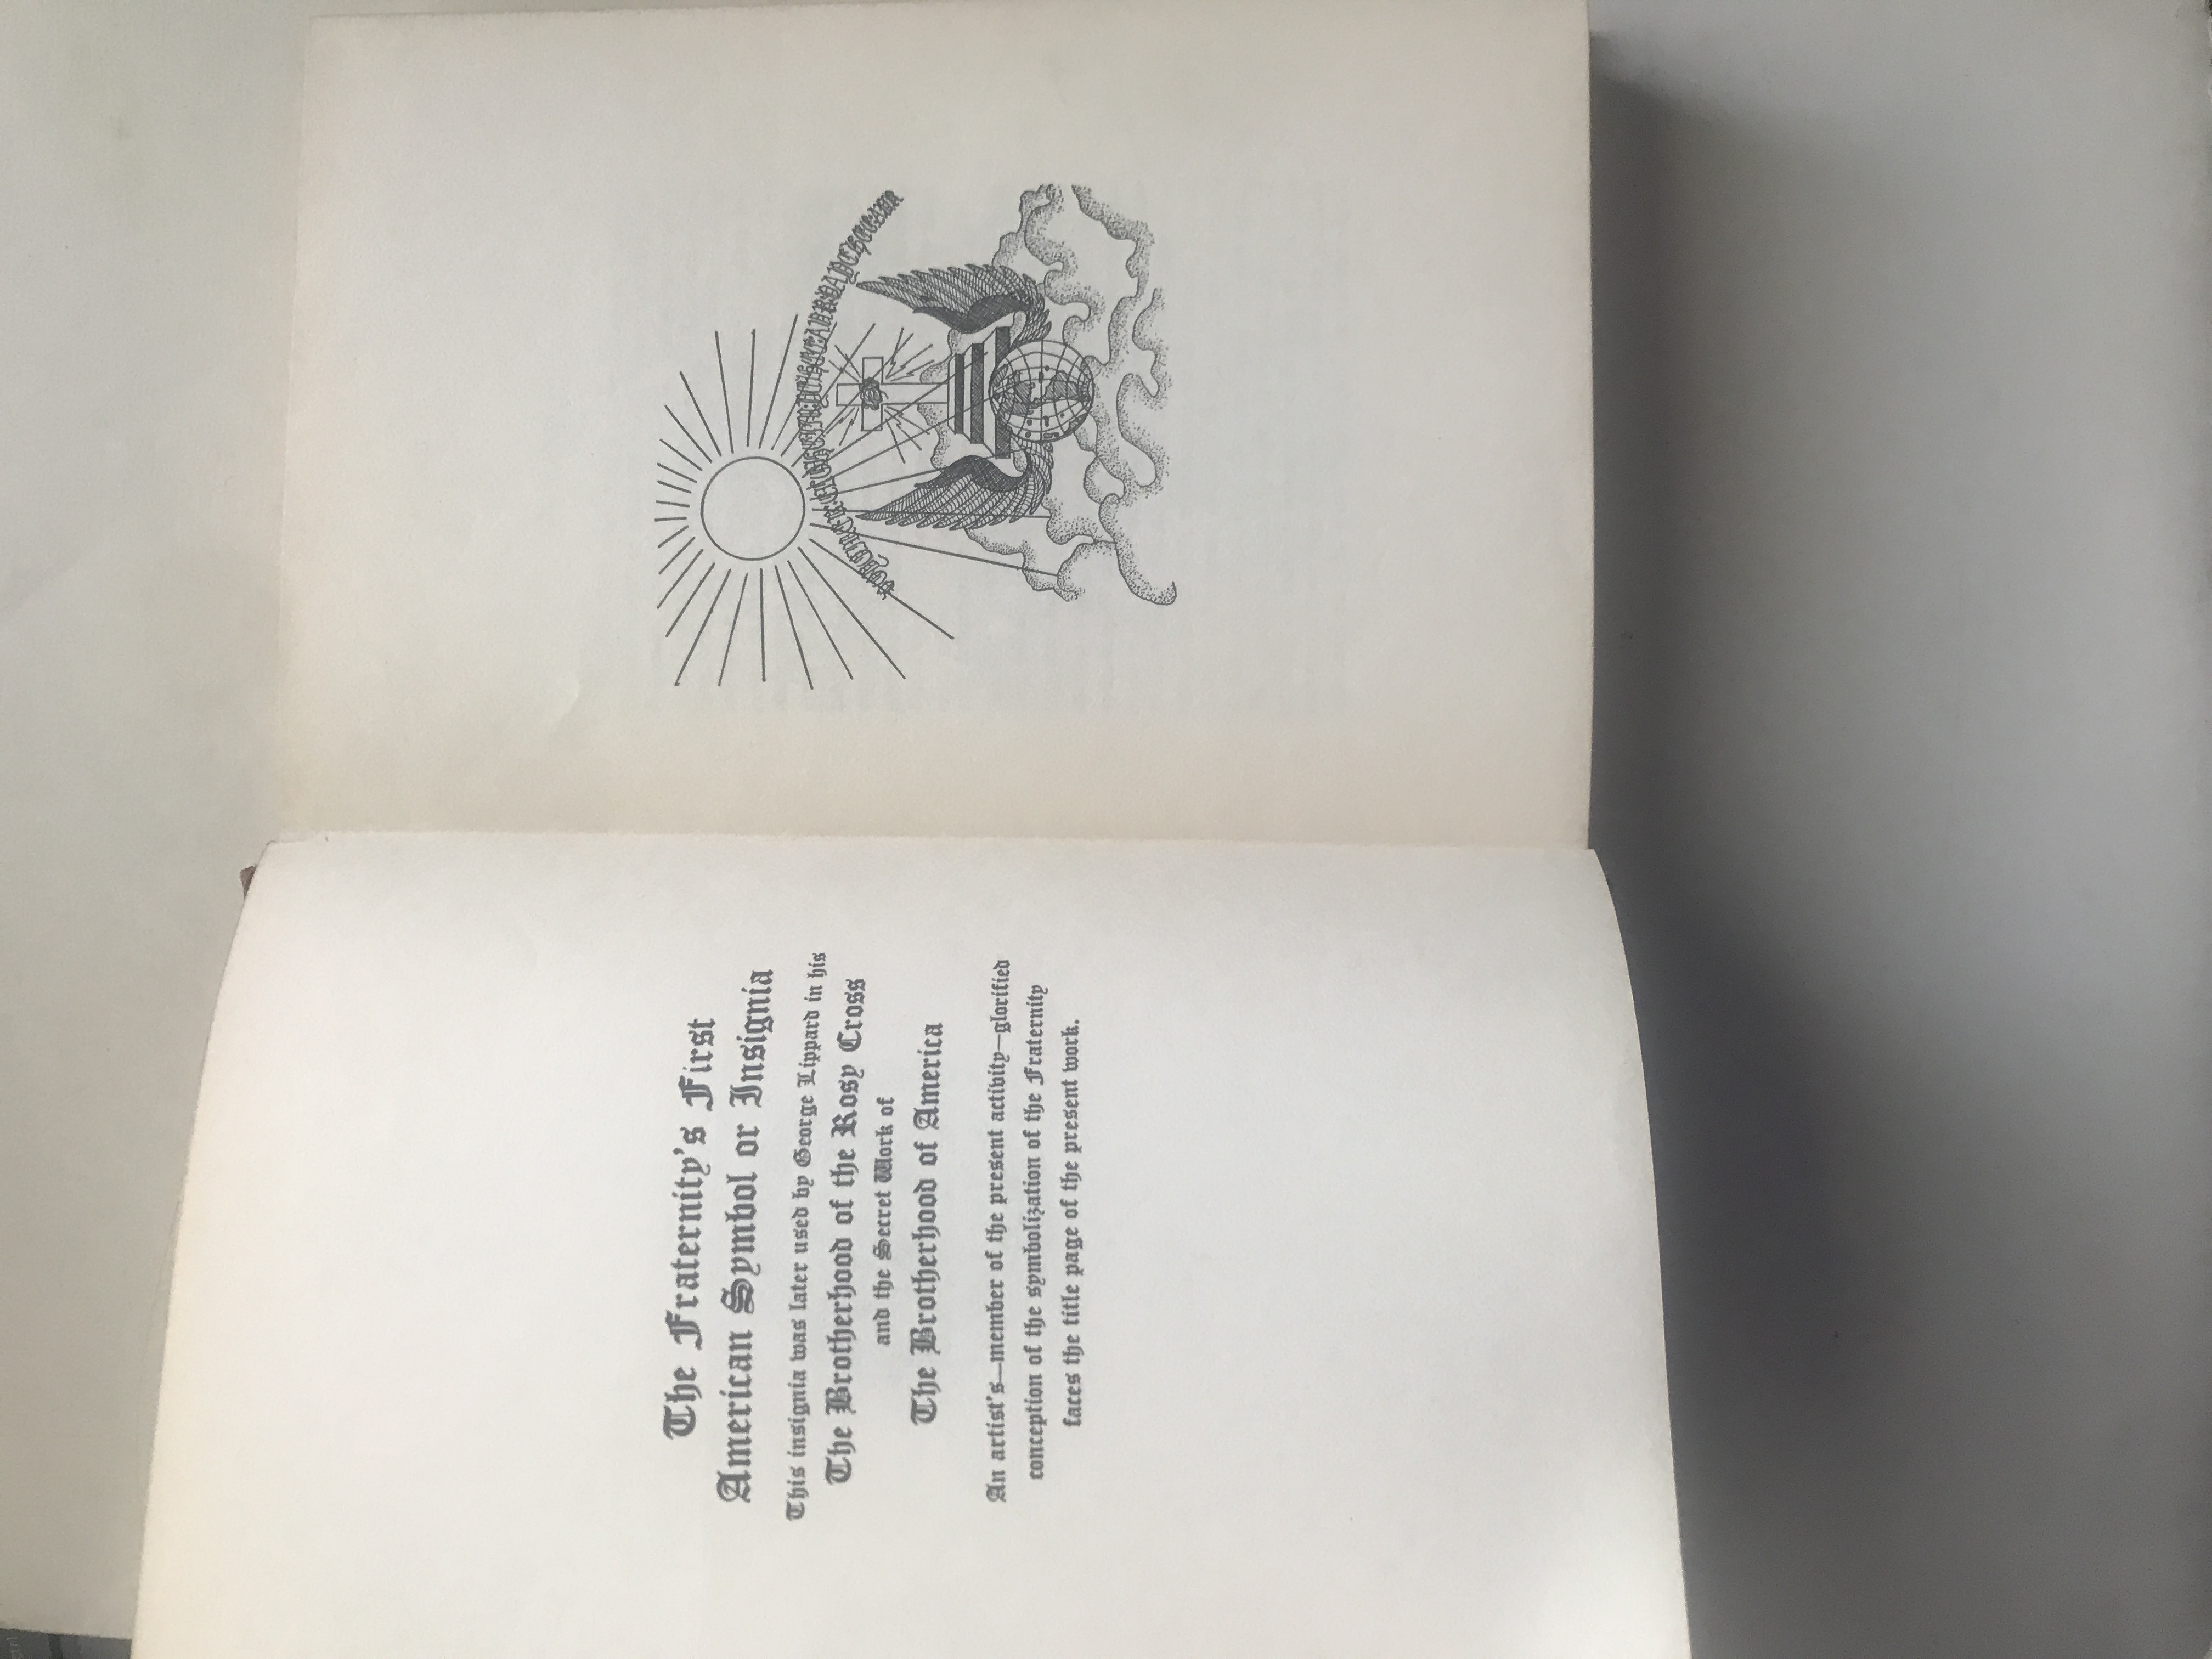 The Fraternity's First
American Symbol or Insignia
This insignia was later used by George Lippard in his
The Brotherhood of the Rosy Cross
and the Secret Work of
The Brotherhood of America
An artist's—member of the present activity—glorified
conception of the symbolization of the Fraternity
faces the title page of the present work.